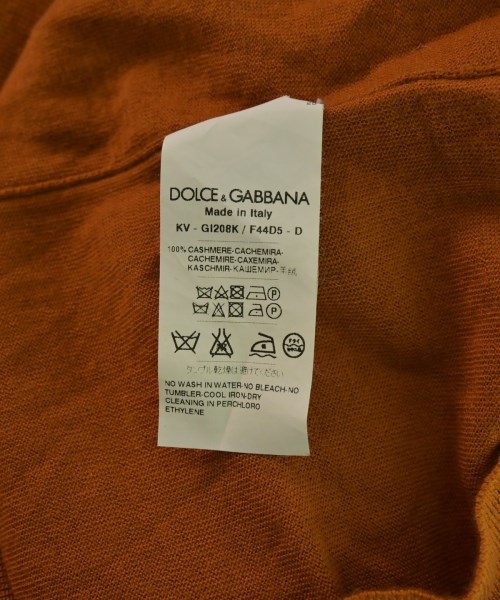 DOLCE & GABBANA
Made in Italy
KV - GI208K / F44D5 - D
100% CASHMERE-CACHEMIRA-
CACHEMIRE-CAXEMIRA-
KASCHMIR-КАШЕМИР-羊絨
P
P
タンブル乾燥は避けてください
NO WASH IN WATER-NO BLEACH-NO
TUMBLER-COOL IRON-DRY
CLEANING IN PERCHLORO
ETHYLENE